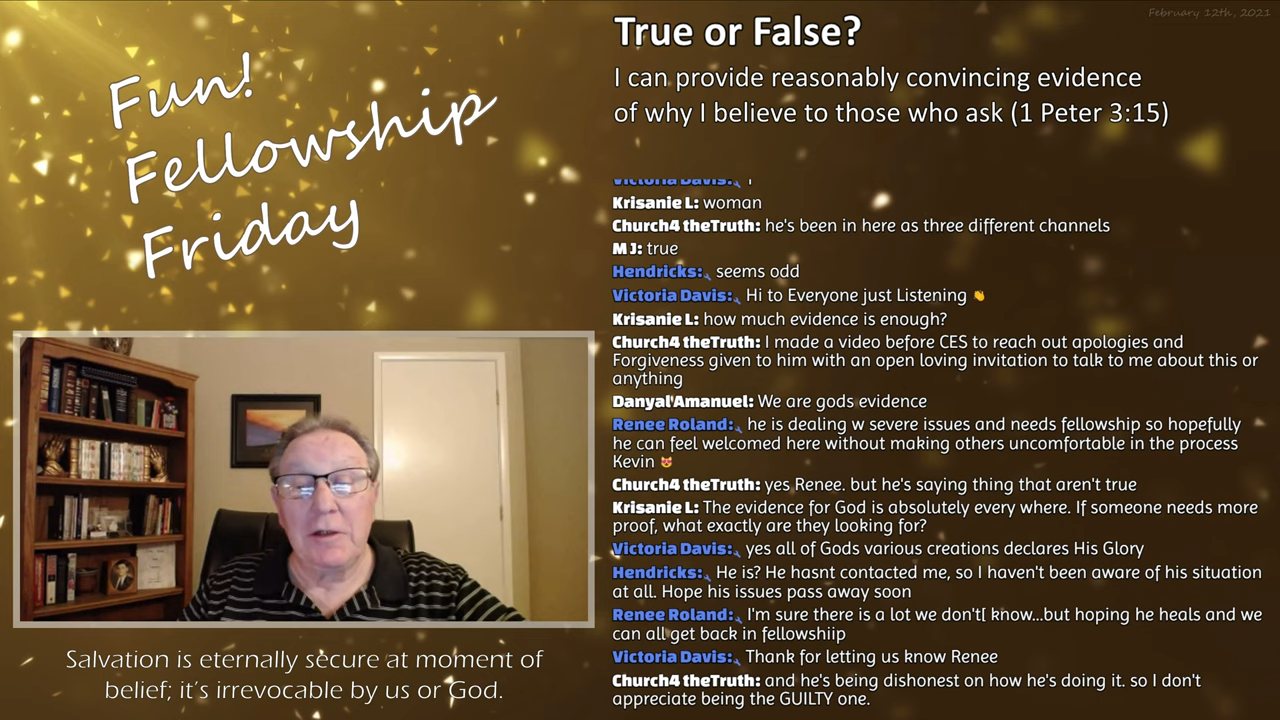 February 12th, 2021
Fun!
Fellowship
Friday
True or False?
I can provide reasonably convincing evidence
of why I believe to those who ask (1 Peter 3:15)
Victoria Davis:
Krisanie L: woman
Church4 theTruth: he's been in here as three different channels
M J: true
Hendricks: seems odd
Victoria Davis: Hi to Everyone just Listening 👏
Krisanie L: how much evidence is enough?
Church4 theTruth: I made a video before CES to reach out apologies and
Forgiveness given to him with an open loving invitation to talk to me about this or
anything
Danyal'Amanuel: We are gods evidence
Renee Roland: he is dealing w severe issues and needs fellowship so hopefully
he can feel welcomed here without making others uncomfortable in the process
Kevin 😻
Church4 theTruth: yes Renee. but he's saying thing that aren't true
Krisanie L: The evidence for God is absolutely every where. If someone needs more
proof, what exactly are they looking for?
Victoria Davis: yes all of Gods various creations declares His Glory
Hendricks: He is? He hasnt contacted me, so I haven't been aware of his situation
at all. Hope his issues pass away soon
Renee Roland: I'm sure there is a lot we don't[ know...but hoping he heals and we
can all get back in fellowshiip
Victoria Davis: Thank for letting us know Renee
Church4 theTruth: and he's being dishonest on how he's doing it. so I don't
appreciate being the GUILTY one.
Salvation is eternally secure at moment of
belief; it's irrevocable by us or God.